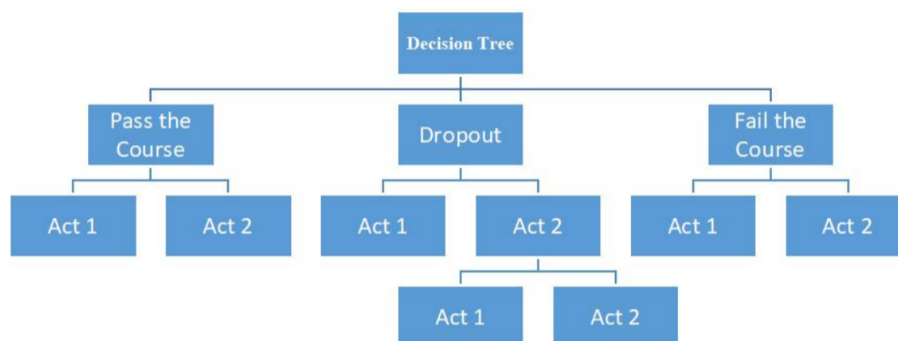 Decision Tree
Pass the
Course
Dropout
Fail the
Course
Act 1
Act 2
Act 1
Act 2
Act 1
Act 2
Act 1
Act 2